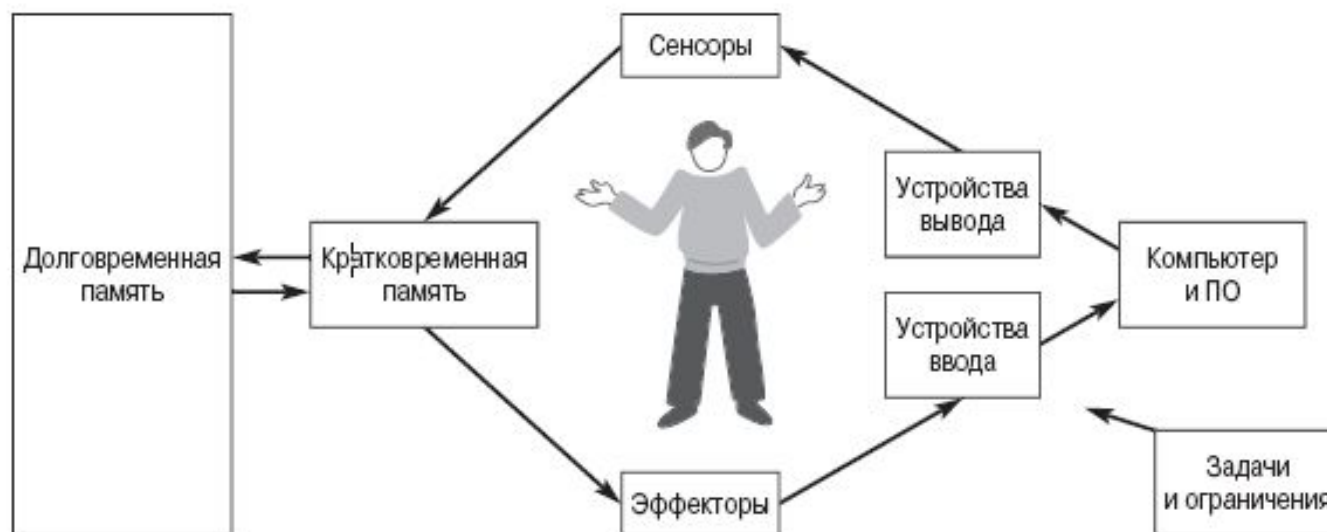 Сенсоры
Устройства
вывода
Долговременная
память
Кратковременная
память
Компьютер
и ПО
Устройства
ввода
Эффекторы
Задачи
и ограничения